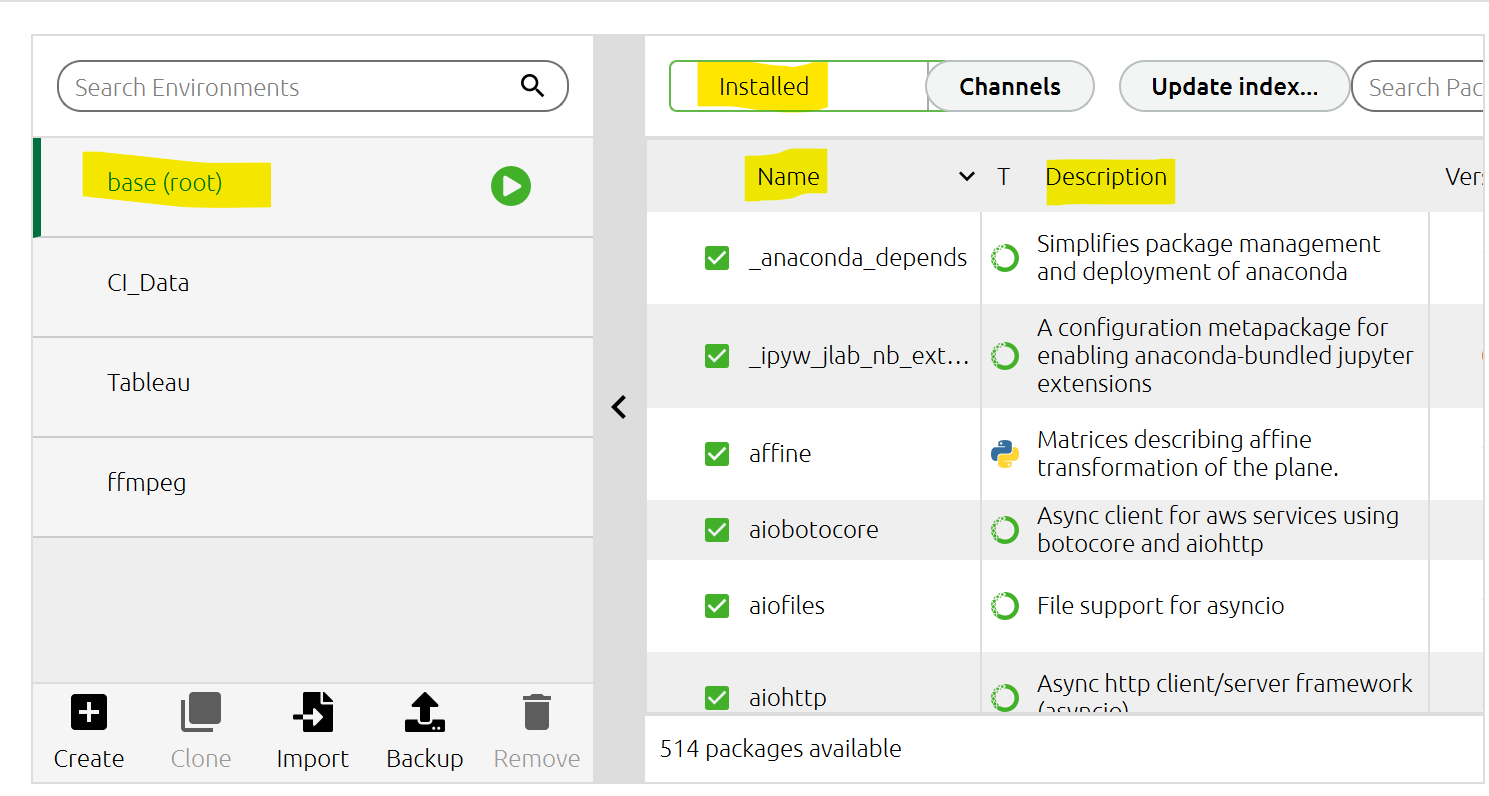 Search Environments
Installed
Channels
Update index...
Search Pac
base (root)
CI_Data
Tableau
ffmpeg
Name
T
Description
Vers
_anaconda_depends
Simplifies package management
and deployment of anaconda
_ipyw_jlab_nb_ext...
A configuration metapackage for
enabling anaconda-bundled jupyter
extensions
affine
Matrices describing affine
transformation of the plane.
aiobotocore
Async client for aws services using
botocore and aiohttp
aiofiles
File support for asyncio
aiohttp
Async http client/server framework
(asyncio)
Create
Clone
Import
Backup
Remove
514 packages available